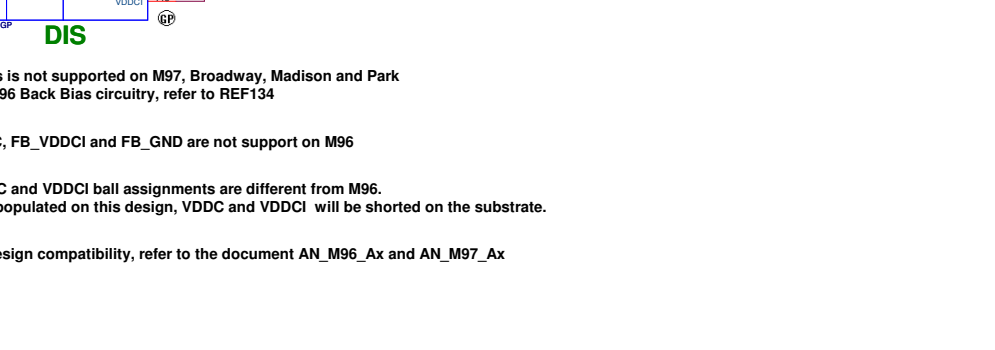 VDDCI
GP
GP
DIS
s is not supported on M97, Broadway, Madison and Park
96 Back Bias circuitry, refer to REF134
C, FB_VDDCI and FB_GND are not support on M96
C and VDDCI ball assignments are different from M96.
populated on this design, VDDC and VDDCI will be shorted on the substrate.
esign compatibility, refer to the document AN_M96_Ax and AN_M97_Ax